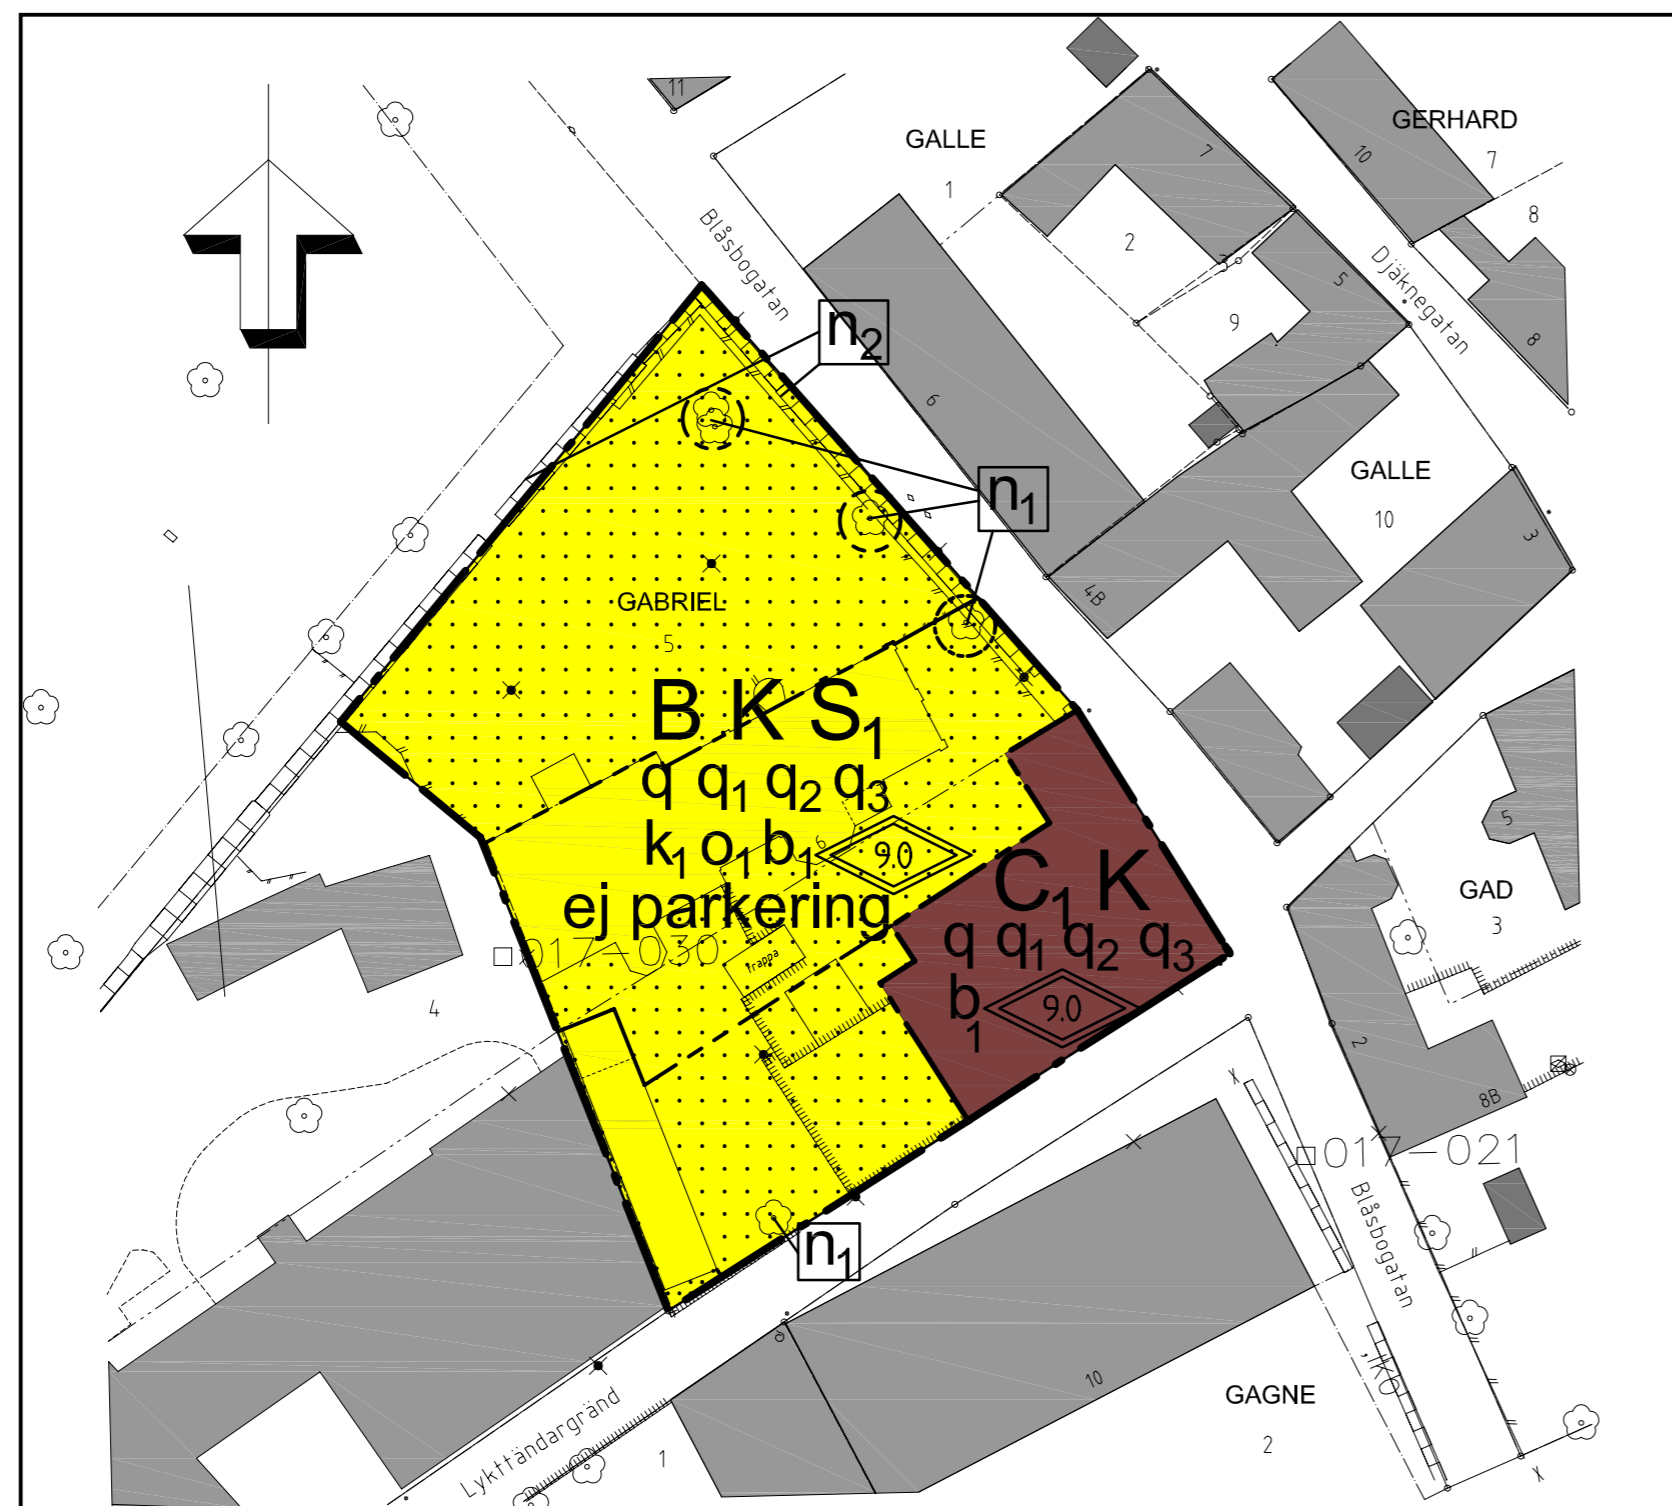 11
GALLE
1
7
GERHARD
7
10
8
2
3
Blåsbogatan
Djäknegatan
5
9
8
n2
6
GALLE
10
n1
3
4B
GABRIEL
5
B K S1
q q1 q2 q3
k1 o1 b1
6
9.0
ej parkering
C1 K
q q1 q2 q3
b1
9.0
5
GAD
3
017-030
Trappa
4
2
8B
017-021
Blåsbogatan
n1
9
10
GAGNE
2
Lykttändargränd
1